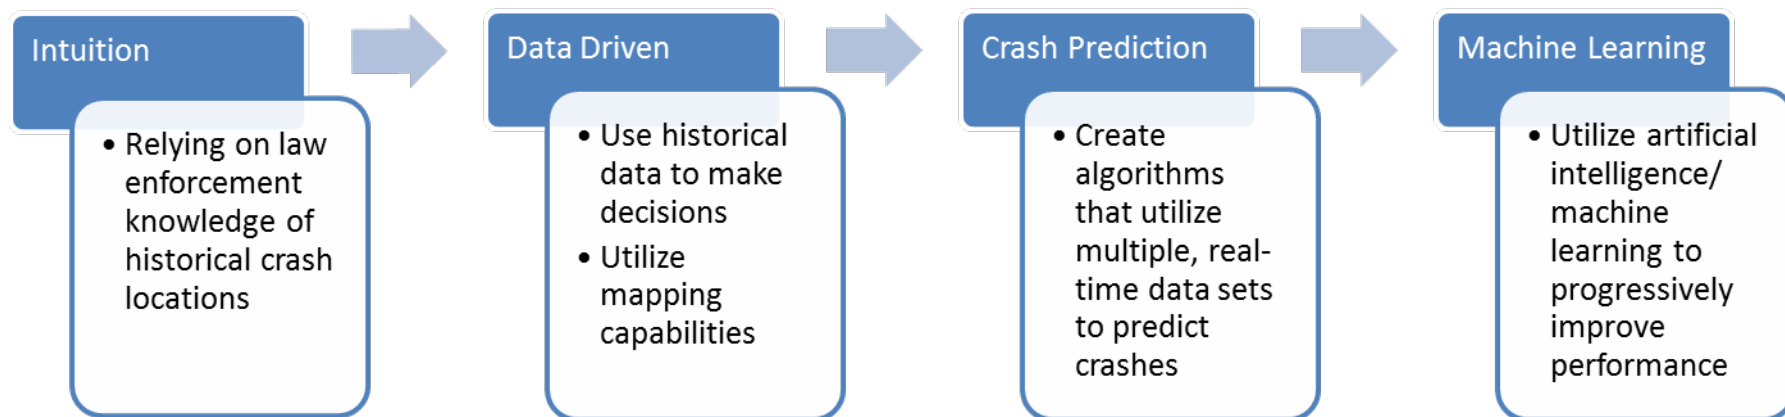 Intuition
• Relying on law
enforcement
knowledge of
historical crash
locations
Data Driven
• Use historical
data to make
decisions
• Utilize
mapping
capabilities
Crash Prediction
• Create
algorithms
that utilize
multiple, real-
time data sets
to predict
crashes
Machine Learning
• Utilize artificial
intelligence/
machine
learning to
progressively
improve
performance